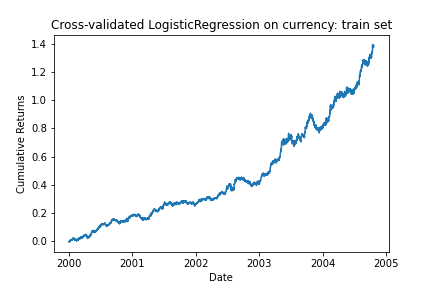 Cross-validated LogisticRegression on currency: train set
Cumulative Returns
1.4
1.2
1.0
0.8
0.6
0.4
0.2
0.0
2000 2001 2002 2003 2004 2005
Date